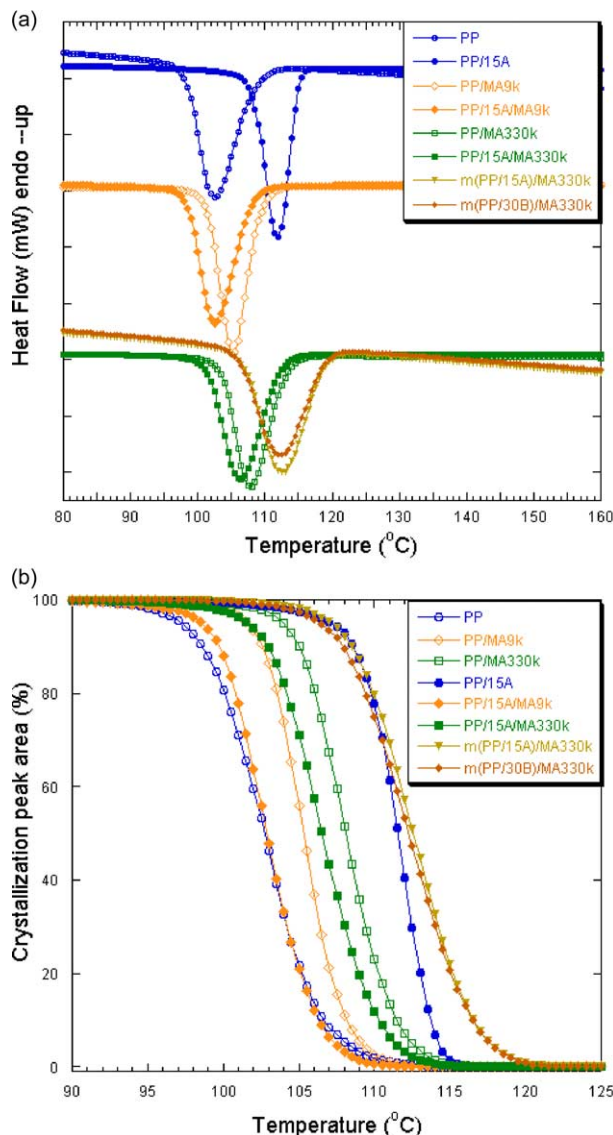 (a)
PP
PP/15A
PP/MA9k
PP/15A/MA9k
PP/MA330k
PP/15A/MA330k
m(PP/15A)/MA330k
m(PP/30B)/MA330k
Heat Flow (mW) endo --up
80 90 100 110 120 130 140 150 160
Temperature (°C)
(b)
PP
PP/MA9k
PP/MA330k
PP/15A
PP/15A/MA9k
PP/15A/MA330k
m(PP/15A)/MA330k
m(PP/30B)/MA330k
Crystallization peak area (%)
100
80
60
40
20
0
90 95 100 105 110 115 120 125
Temperature (°C)